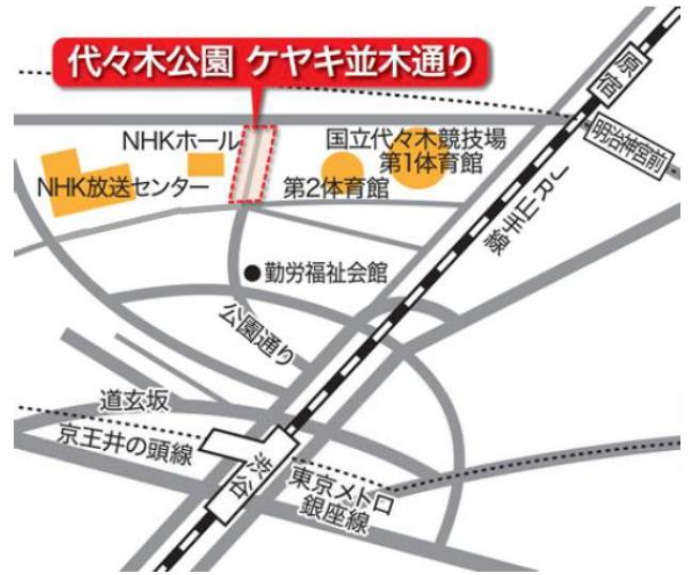 代々木公園 ケヤキ並木通り
原宿
明治神宮前
NHKホール
国立代々木競技場
第1体育館
NHK放送センター
第2体育館
JR山手線
勤労福祉会館
公園通り
道玄坂
京王井の頭線
渋谷
東京メトロ
銀座線